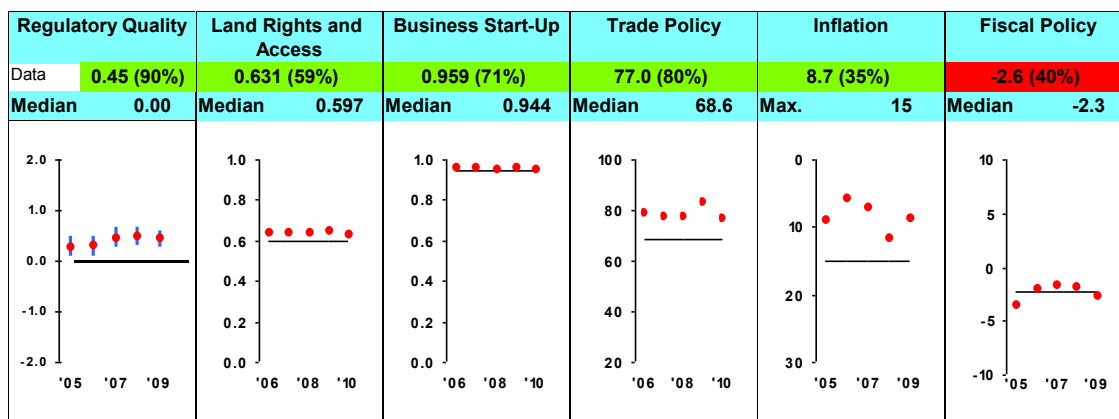 Regulatory Quality
Data 0.45 (90%)
Median 0.00
2.0
1.0
0.0
-1.0
-2.0
'05 '07 '09
Land Rights and
Access
0.631 (59%)
Median 0.597
1.0
0.8
0.6
0.4
0.2
0.0
'06 '08 '10
Business Start-Up
0.959 (71%)
Median 0.944
1.0
0.8
0.6
0.4
0.2
0.0
'06 '08 '10
Trade Policy
77.0 (80%)
Median 68.6
100
80
60
40
20
'06 '08 '10
Inflation
8.7 (35%)
Max. 15
0
10
20
30
'05 '07 '09
Fiscal Policy
-2.6 (40%)
Median -2.3
10
5
0
-5
-10
'05 '07 '09